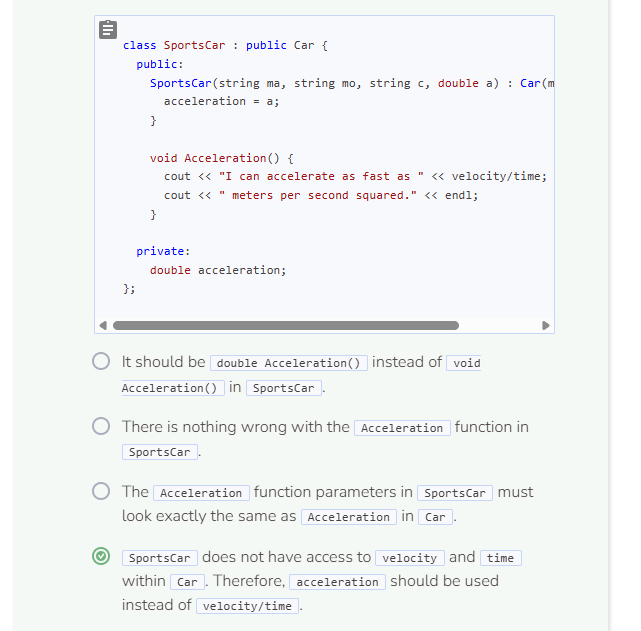 class SportsCar : public Car {
  public:
    SportsCar(string ma, string mo, string c, double a) : Car(m
      acceleration = a;
    }

    void Acceleration() {
      cout << "I can accelerate as fast as " << velocity/time;
      cout << " meters per second squared." << endl;
    }

  private:
    double acceleration;
};
It should be double Acceleration() instead of void
Acceleration() in SportsCar.
There is nothing wrong with the Acceleration function in
SportsCar.
The Acceleration function parameters in SportsCar must
look exactly the same as Acceleration in Car.
SportsCar does not have access to velocity and time
within Car. Therefore, acceleration should be used
instead of velocity/time.